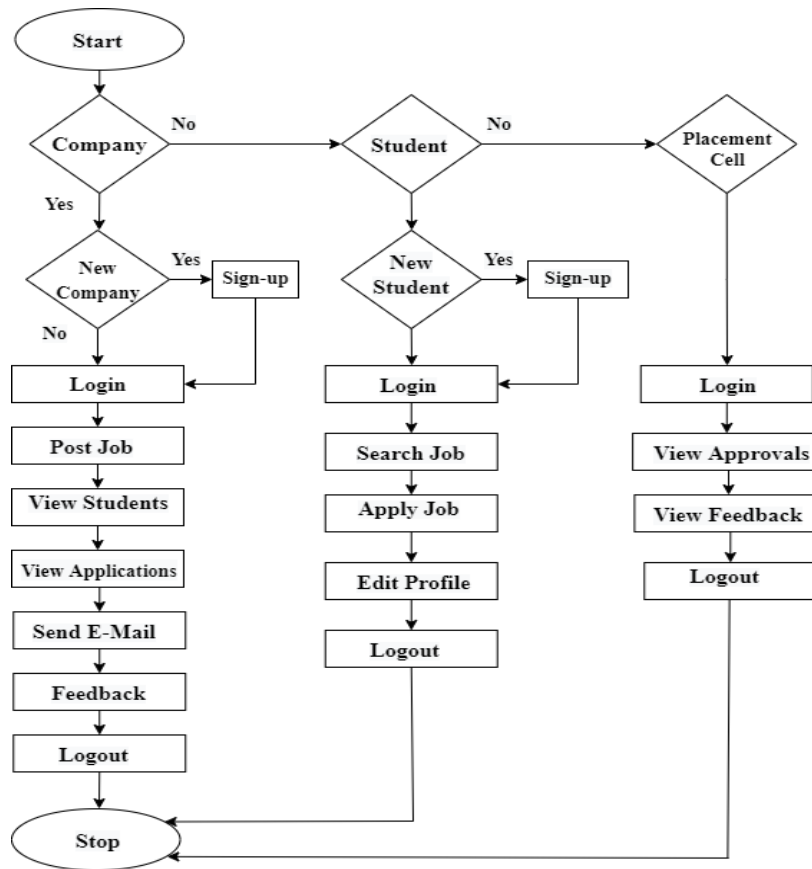 Start
Company
No
Student
No
Placement
Cell
Yes
New
Company
Yes
Sign-up
No
New
Student
Yes
Sign-up
Login
Post Job
View Students
View Applications
Send E-Mail
Feedback
Logout
Login
Search Job
Apply Job
Edit Profile
Logout
Login
View Approvals
View Feedback
Logout
Stop